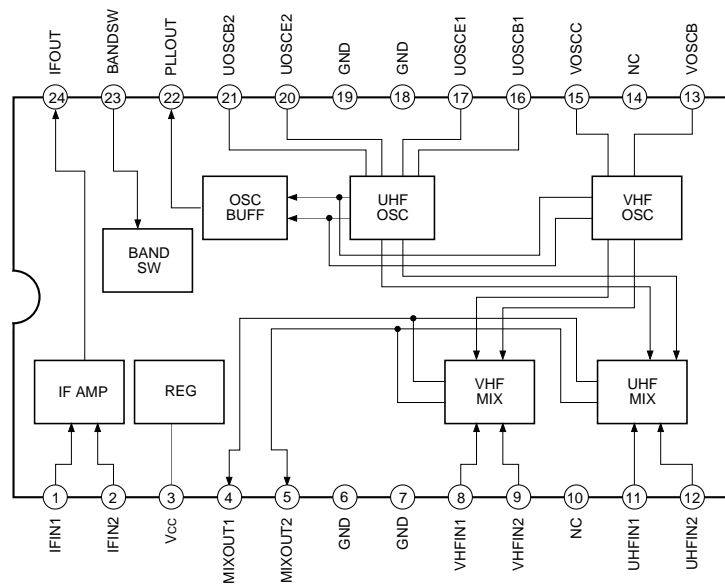 IFOUT
BANDSW
PLLOUT
UOSCB2
UOSCE2
GND
GND
UOSCE1
UOSCB1
VOSCC
NC
VOSCB
24
23
22
21
20
19
18
17
16
15
14
13
OSC
BUFF
UHF
OSC
VHF
OSC
BAND
SW
IF AMP
REG
VHF
MIX
UHF
MIX
1
2
3
4
5
6
7
8
9
10
11
12
IFIN1
IFIN2
Vcc
MIXOUT1
MIXOUT2
GND
GND
VHFIN1
VHFIN2
NC
UHFIN1
UHFIN2